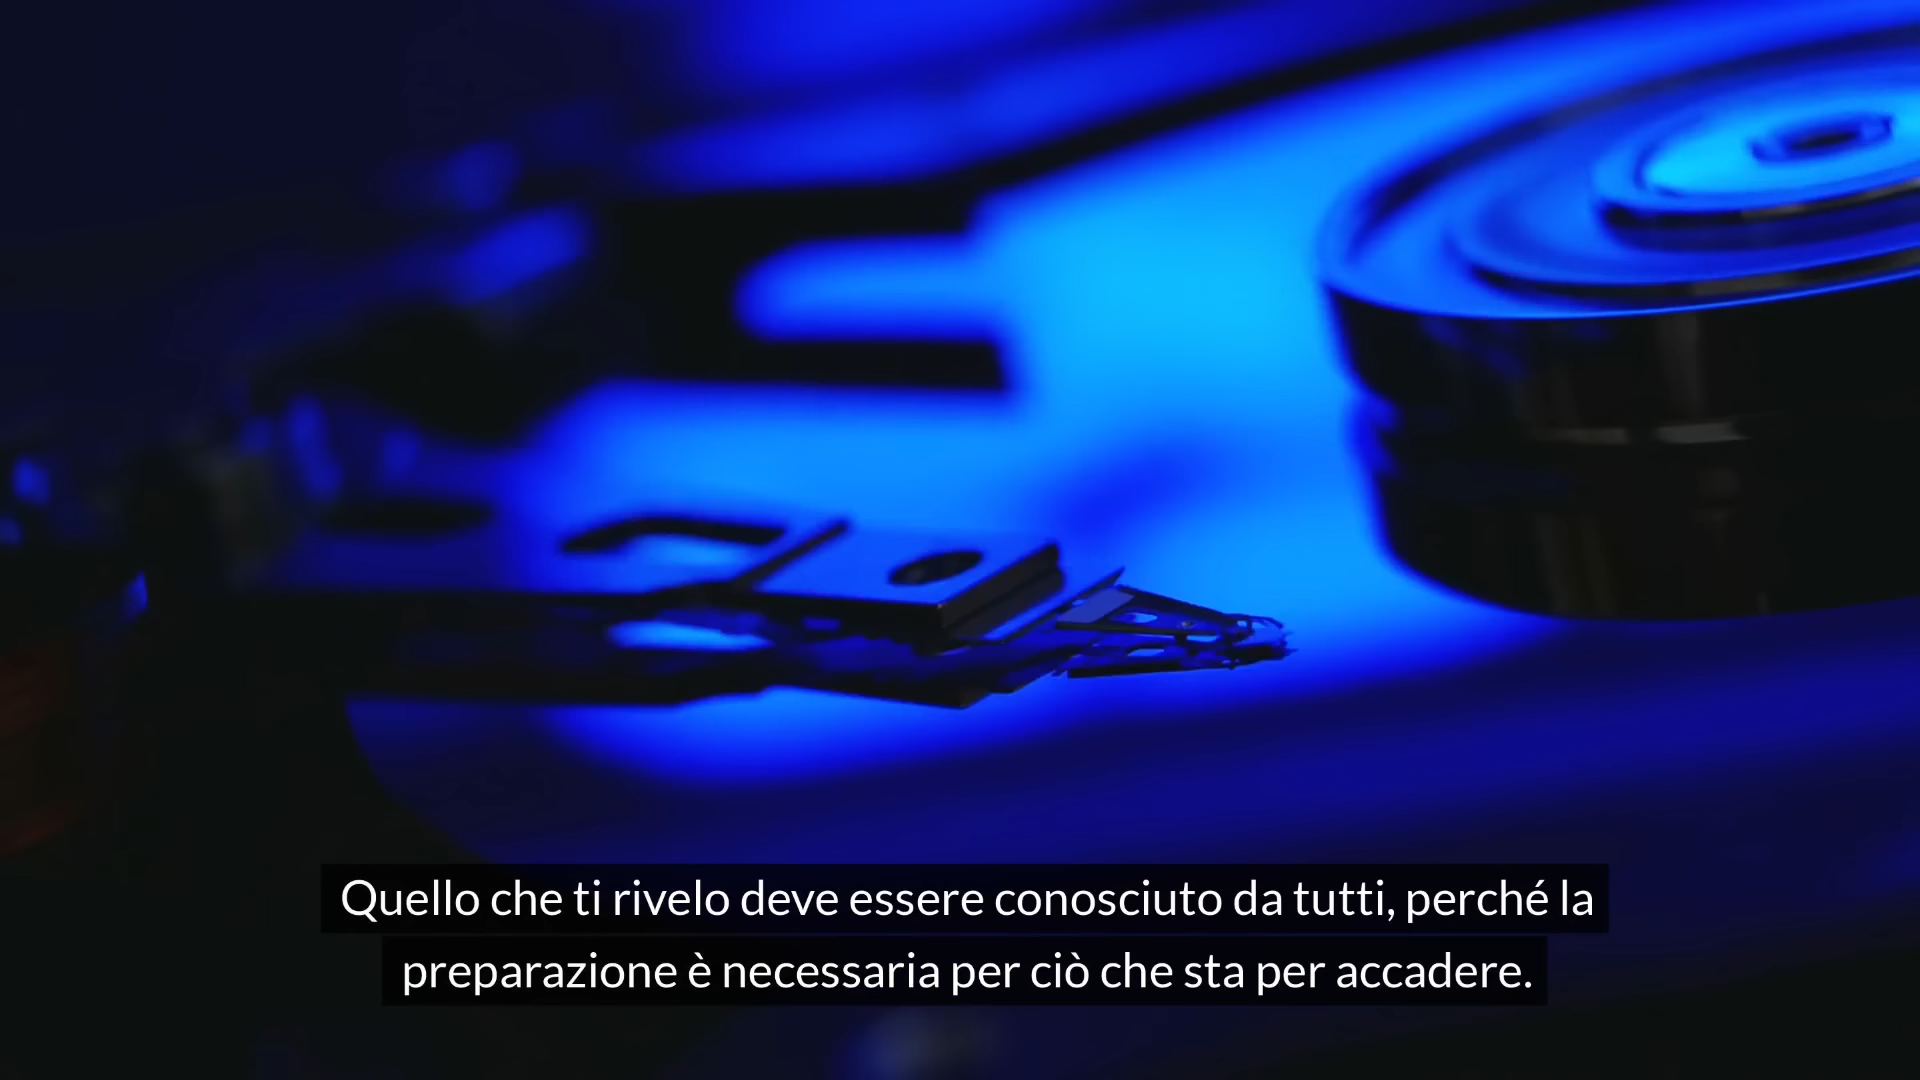 Quello che ti rivelo deve essere conosciuto da tutti, perché la
preparazione è necessaria per ciò che sta per accadere.